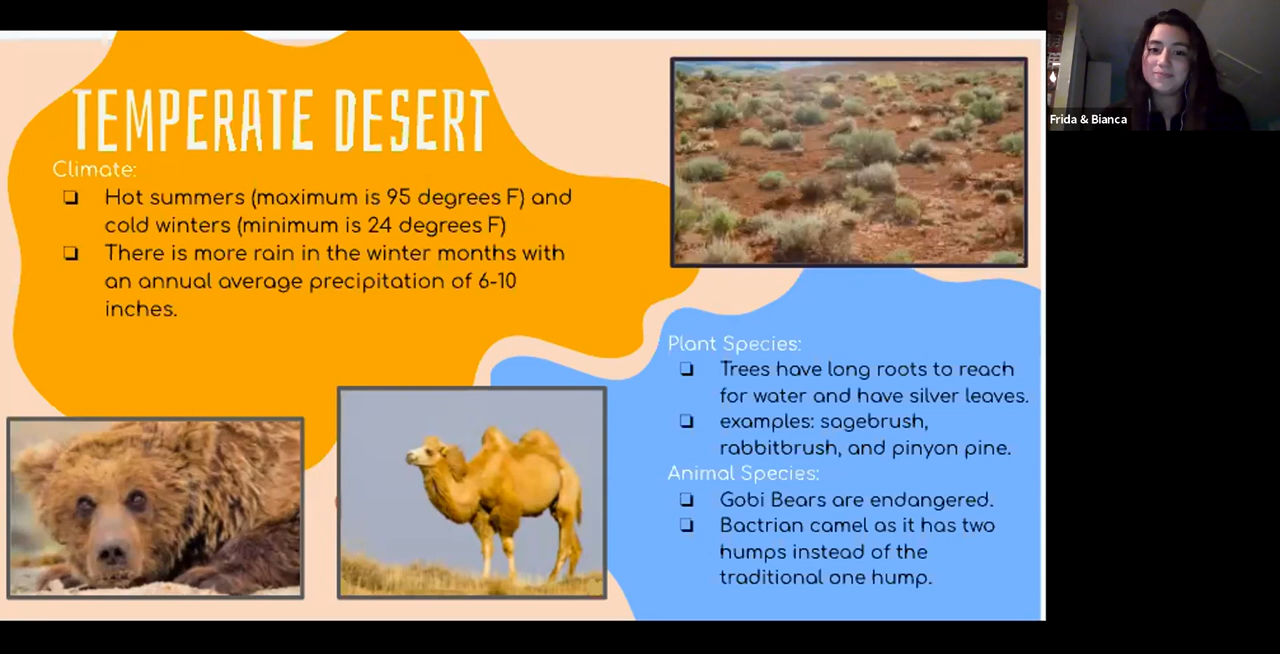 TEMPERATE DESERT
Climate:
❏ Hot summers (maximum is 95 degrees F) and
cold winters (minimum is 24 degrees F)
❏ There is more rain in the winter months with
an annual average precipitation of 6-10
inches.
Plant Species:
❏ Trees have long roots to reach
for water and have silver leaves.
❏ examples: sagebrush,
rabbitbrush, and pinyon pine.
Animal Species:
❏ Gobi Bears are endangered.
❏ Bactrian camel as it has two
humps instead of the
traditional one hump.
Frida & Bianca